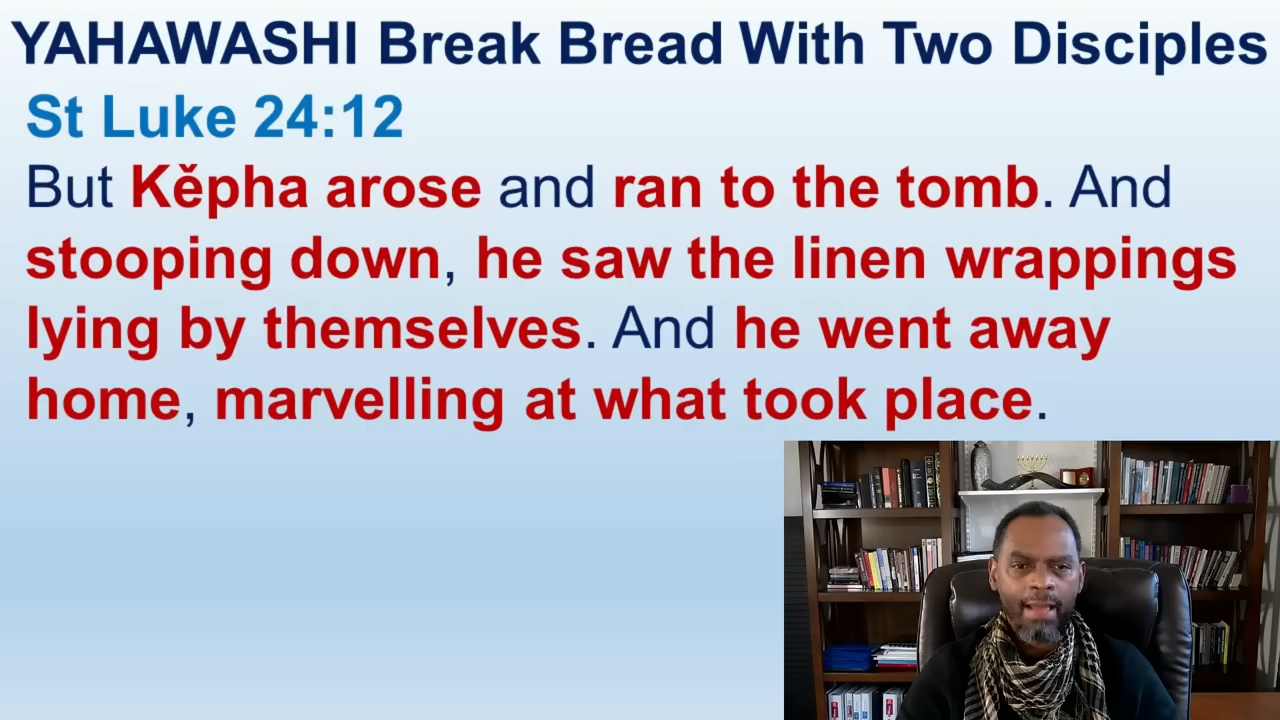 YAHAWASHI Break Bread With Two Disciples
St Luke 24:12
But Kěpha arose and ran to the tomb. And
stooping down, he saw the linen wrappings
lying by themselves. And he went away
home, marvelling at what took place.